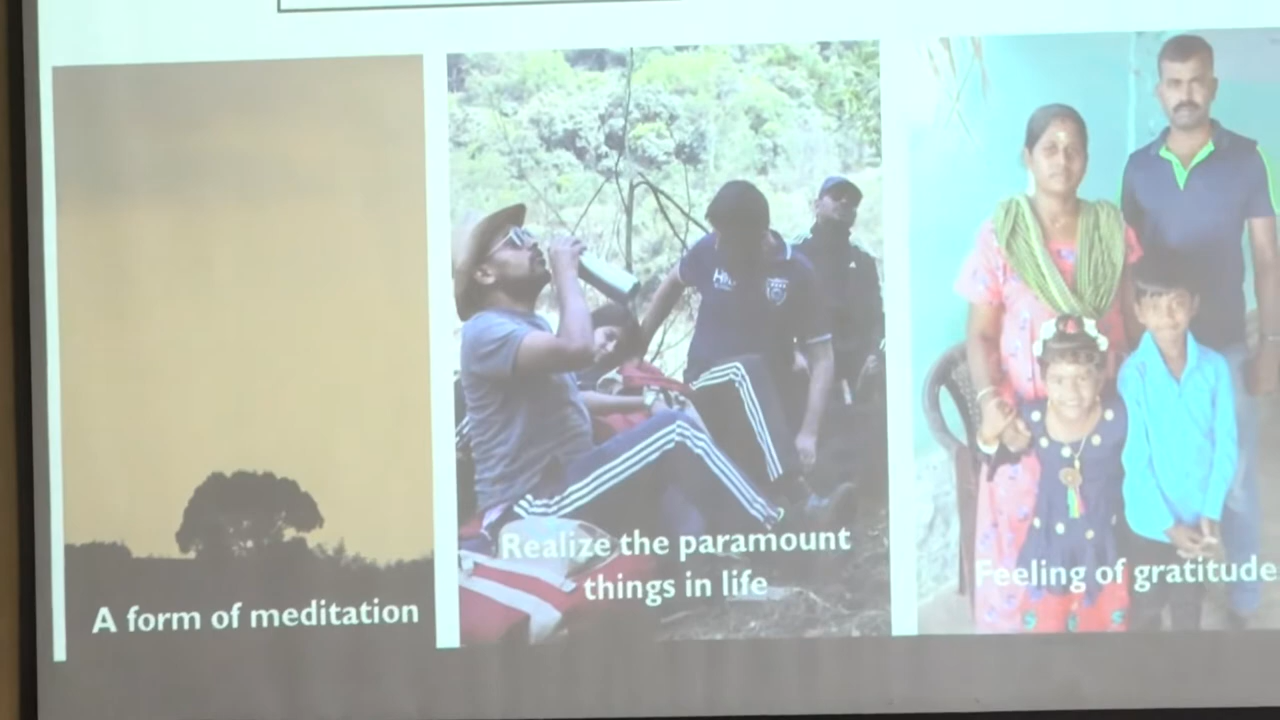 A form of meditation
Realize the paramount
things in life
Feeling of gratitude